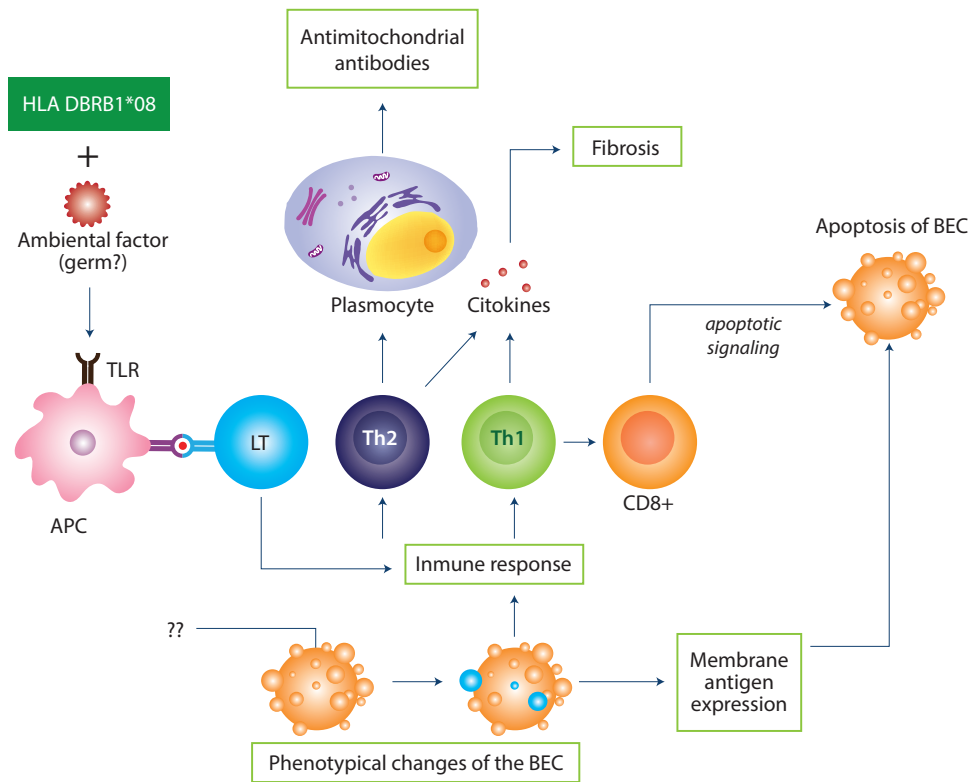 Antimitochondrial
antibodies
HLA DBRB1*08
+
Ambiental factor
(germ?)
Fibrosis
Apoptosis of BEC
Plasmocyte
Citokines
apoptotic
signaling
TLR
LT
Th2
Th1
CD8+
APC
Inmune response
??
Membrane
antigen
expression
Phenotypical changes of the BEC